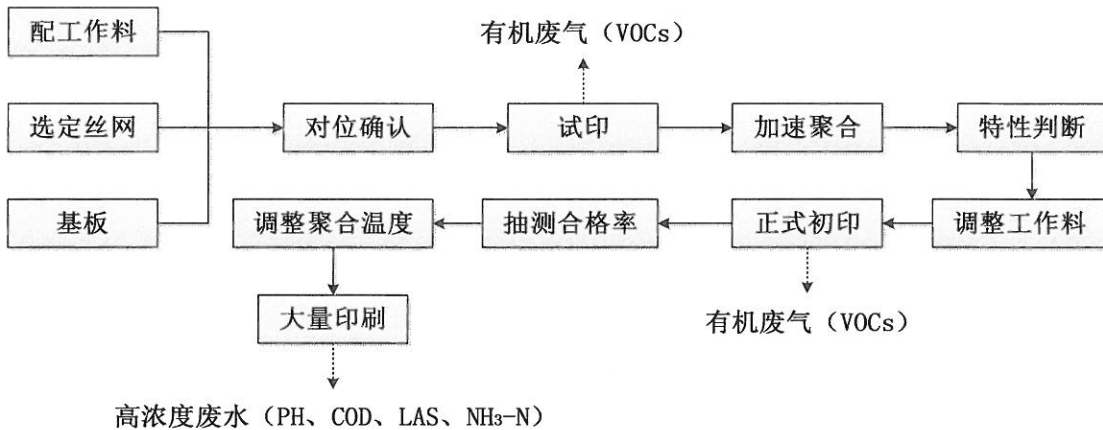 配工作料
有机废气（VOCs）
选定丝网
对位确认
试印
加速聚合
特性判断
基板
调整聚合温度
抽测合格率
正式初印
调整工作料
大量印刷
有机废气（VOCs）
高浓度废水（PH、COD、LAS、NH₃-N）